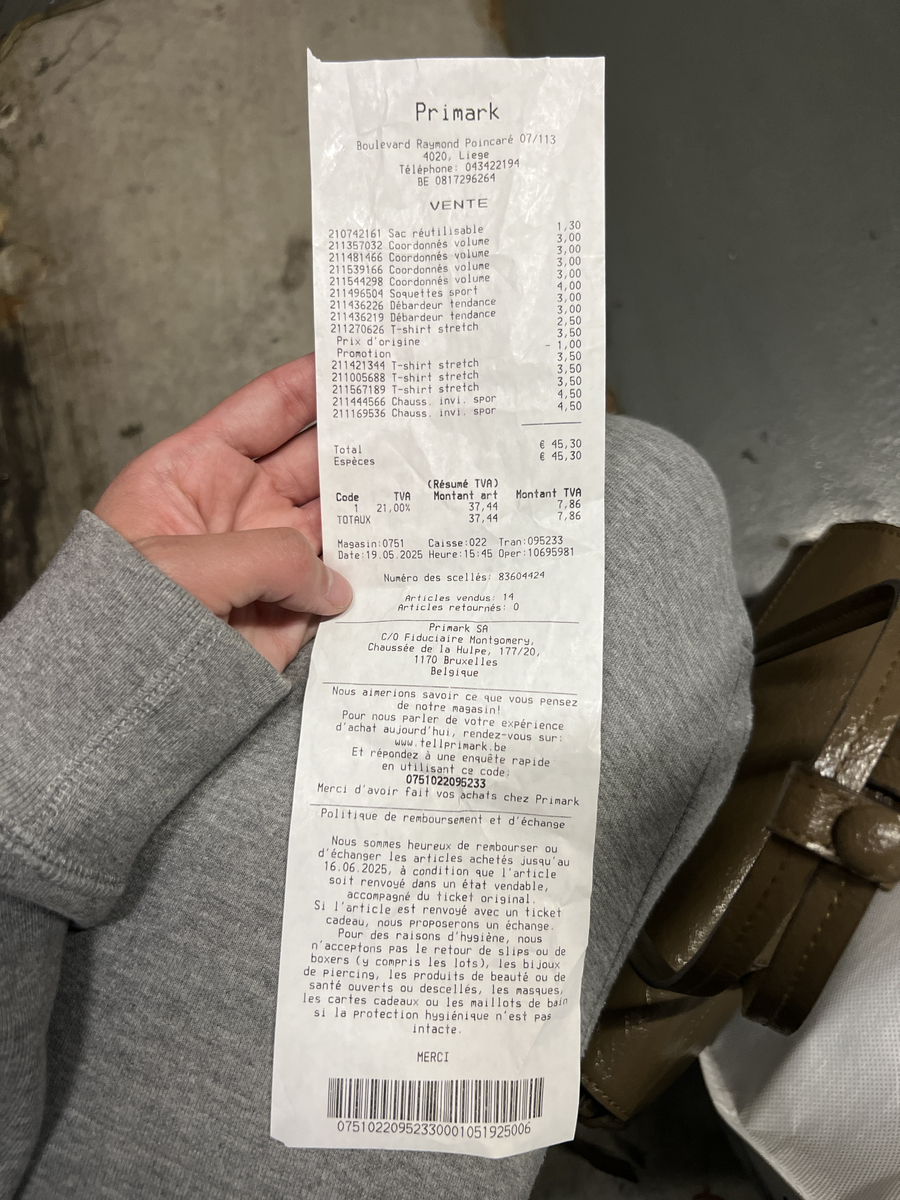 Primark
Boulevard Raymond Poincaré 07/113
4020, Liege
Téléphone: 043422194
BE 0817296264
VENTE
210742161 Sac réutilisable 1,30
211357032 Coordonnés volume 3,00
211481466 Coordonnés volume 3,00
211539166 Coordonnés volume 3,00
211544298 Coordonnés volume 3,00
211496504 Soquettes sport 4,00
211436226 Débardeur tendance 3,00
211436219 Débardeur tendance 3,00
211270626 T-shirt stretch 2,50
Prix d'origine 3,50
Promotion - 1,00
211421344 T-shirt stretch 3,50
211005688 T-shirt stretch 3,50
211567189 T-shirt stretch 3,50
211444566 Chauss. invi. spor 4,50
211169536 Chauss. invi. spor 4,50
Total € 45,30
Espèces € 45,30
(Résumé TVA)
Code TVA Montant art Montant TVA
1 21,00% 37,44 7,86
TOTAUX 37,44 7,86
Magasin:0751 Caisse:022 Tran:095233
Date:19.05.2025 Heure:15:45 Oper:10695981
Numéro des scellés: 83604424
Articles vendus: 14
Articles retournés: 0
Primark SA
C/O Fiduciaire Montgomery,
Chaussée de la Hulpe, 177/20,
1170 Bruxelles
Belgique
Nous aimerions savoir ce que vous pensez
de notre magasin!
Pour nous parler de votre expérience
d'achat aujourd'hui, rendez-vous sur:
www.tellprimark.be
Et répondez à une enquête rapide
en utilisant ce code:
0751022095233
Merci d'avoir fait vos achats chez Primark
Politique de remboursement et d'échange
Nous sommes heureux de rembourser ou
d'échanger les articles achetés jusqu'au
16.06.2025, à condition que l'article
soit renvoyé dans un état vendable,
accompagné du ticket original.
Si l'article est renvoyé avec un ticket
cadeau, nous proposerons un échange.
Pour des raisons d'hygiène, nous
n'acceptons pas le retour de slips ou de
boxers (y compris les lots), les bijoux
de piercing, les produits de beauté ou de
santé ouverts ou descellés, les masques,
les cartes cadeaux ou les maillots de bain
si la protection hygiénique n'est pas
intacte.
MERCI
07510220952330001051925006